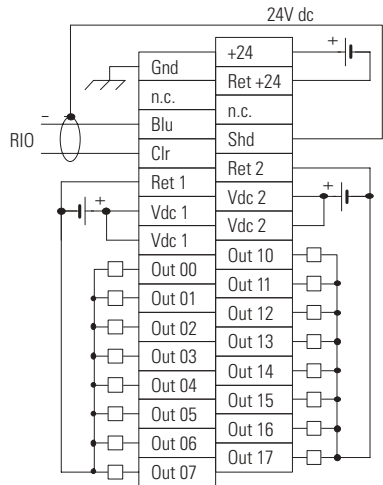 24V dc
+
+24
Gnd
Ret +24
n.c.
n.c.
– –
Blu
RIO
Shd
Clr
Ret 2
Ret 1
+
Vdc 2
+
Vdc 1
Vdc 2
Vdc 1
Out 10
Out 00
Out 11
Out 01
Out 12
Out 02
Out 13
Out 03
Out 14
Out 04
Out 15
Out 05
Out 16
Out 06
Out 17
Out 07